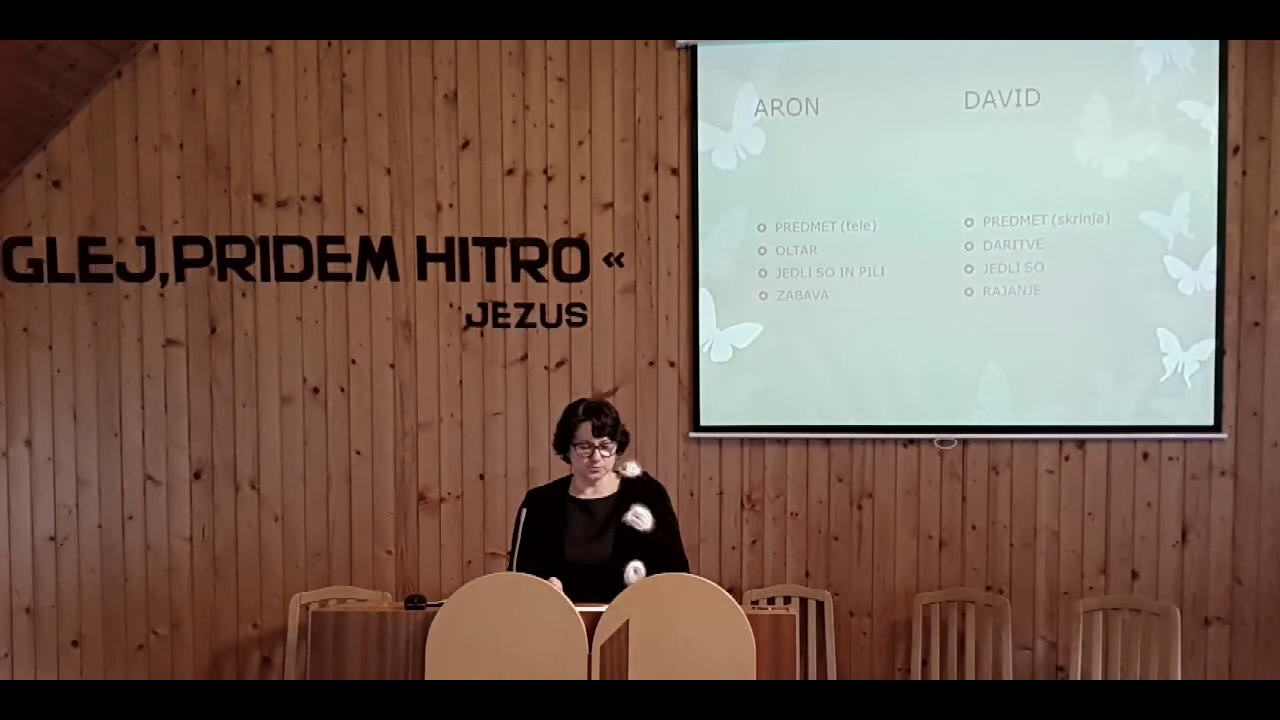 GLEJ, PRIDEM HITRO «
JEZUS
ARON
PREDMET (tele)
OLTAR
JEDLI SO IN PILI
ZABAVA
DAVID
PREDMET (skrinja)
DARITVE
JEDLI SO
RAJANJE